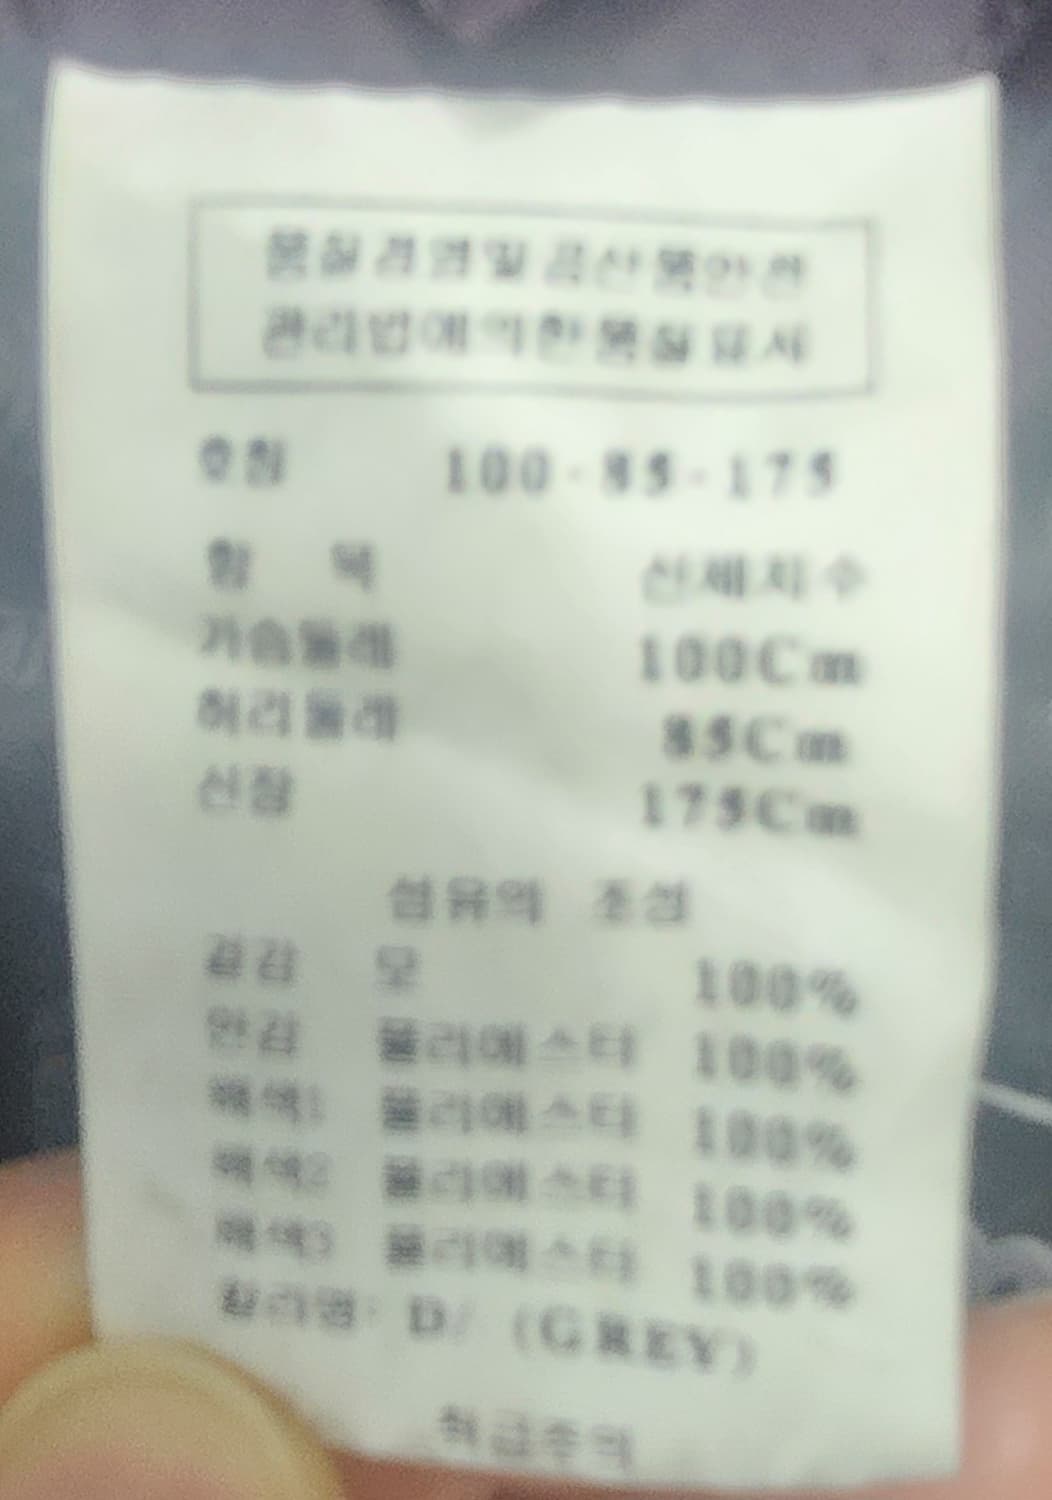 품질경영및공산품안전
관리법에의한품질표시
호칭 100-85-175
항 목 신체치수
가슴둘레 100Cm
허리둘레 85Cm
신장 175Cm
섬유의 조성
겉감 모 100%
안감 폴리에스터 100%
배색1 폴리에스터 100%
배색2 폴리에스터 100%
배색3 폴리에스터 100%
칼라명: D/ (GREY)
취급주의